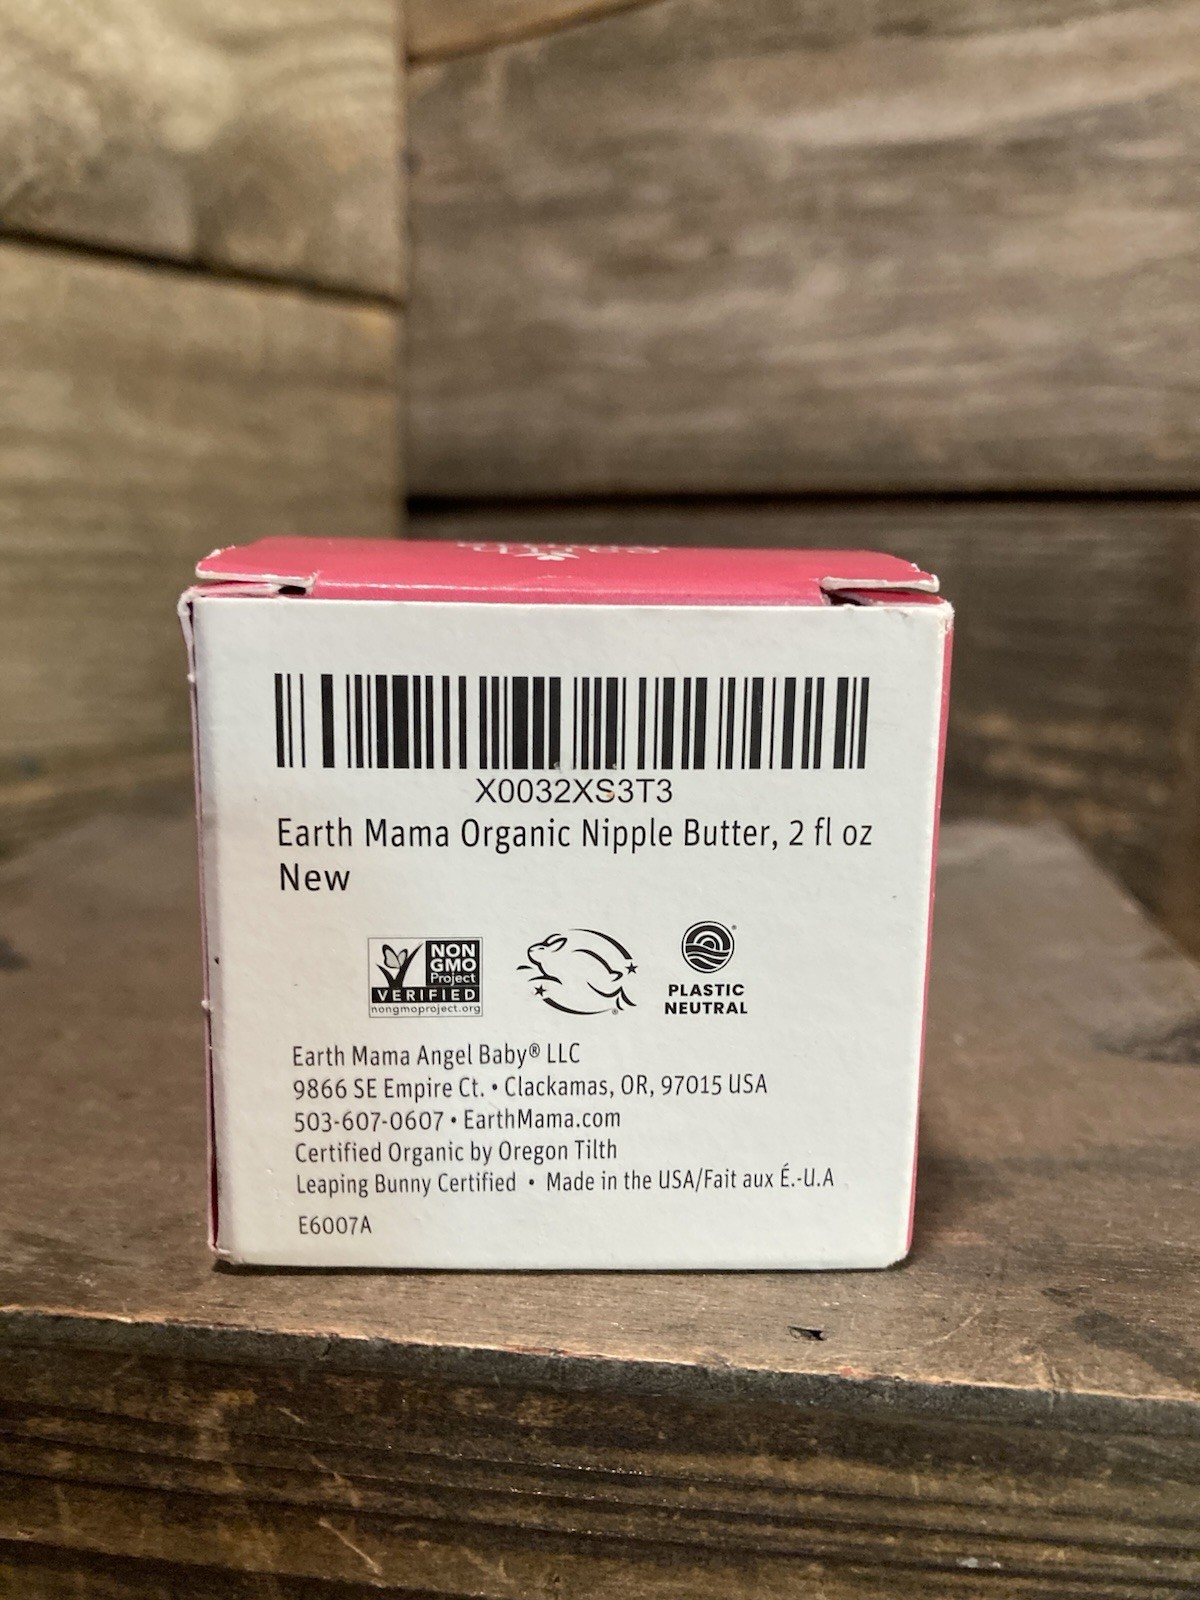 X0032XS3T3
Earth Mama Organic Nipple Butter, 2 fl oz
New
NON
GMO
Project
VERIFIED
nongmoproject.org
PLASTIC
NEUTRAL
Earth Mama Angel Baby® LLC
9866 SE Empire Ct. • Clackamas, OR, 97015 USA
503-607-0607 • EarthMama.com
Certified Organic by Oregon Tilth
Leaping Bunny Certified • Made in the USA/Fait aux É.-U.A
E6007A